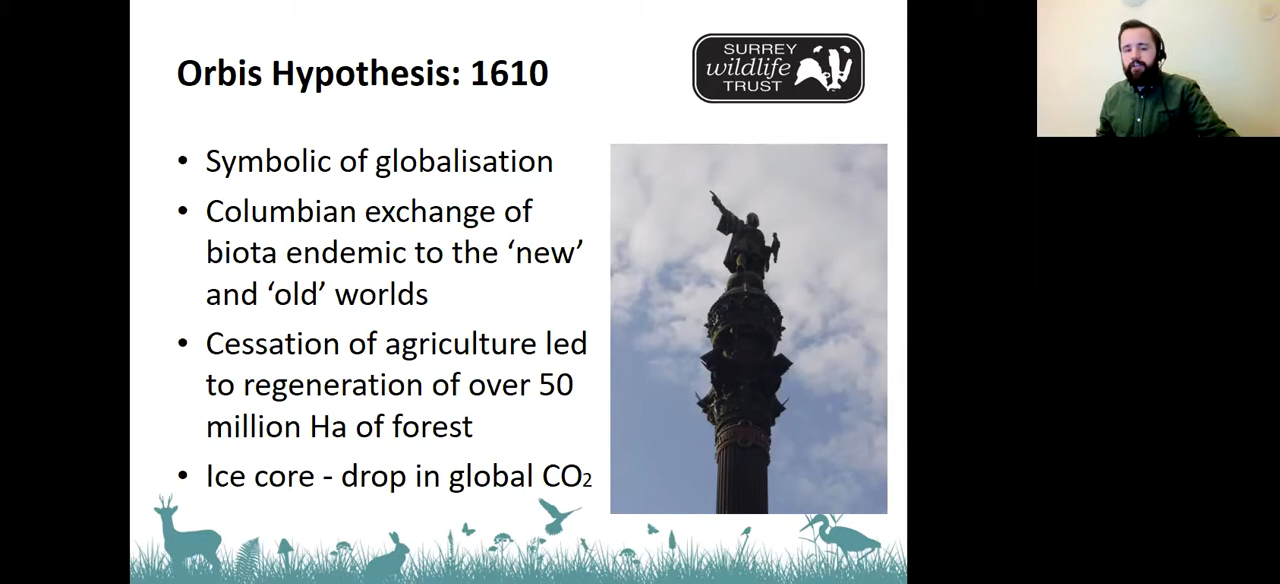 Orbis Hypothesis: 1610
SURREY
wildlife
TRUST
• Symbolic of globalisation
• Columbian exchange of
biota endemic to the ‘new’
and ‘old’ worlds
• Cessation of agriculture led
to regeneration of over 50
million Ha of forest
• Ice core - drop in global CO₂